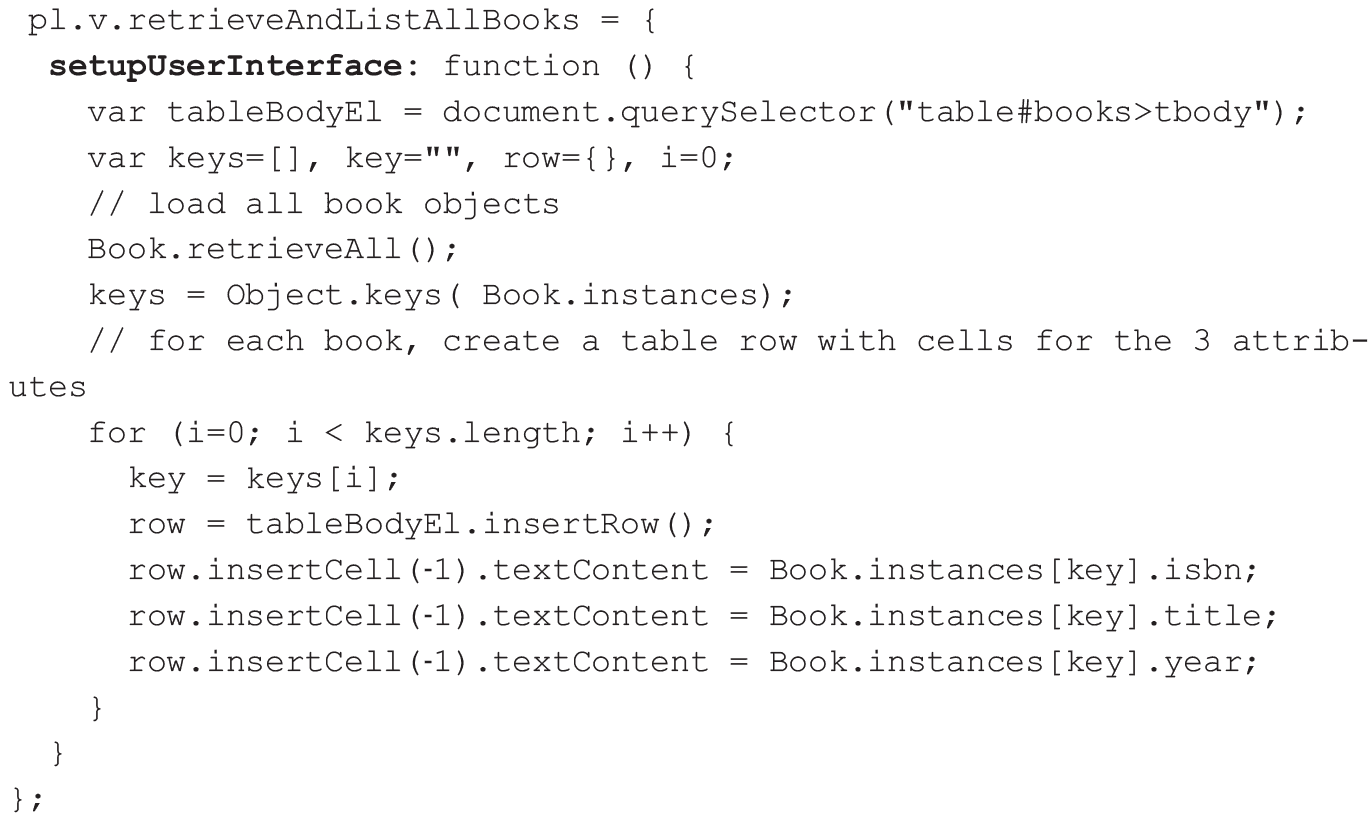 pl.v.retrieveAndListAllBooks = {
setupUserInterface: function () {
var tableBodyEl = document.querySelector("table#books>tbody");
var keys=[], key="", row={}, i=0;
// load all book objects
Book.retrieveAll();
keys = Object.keys( Book.instances);
// for each book, create a table row with cells for the 3 attrib-
utes
for (i=0; i < keys.length; i++) {
key = keys[i];
row = tableBodyEl.insertRow();
row.insertCell(-1).textContent = Book.instances[key].isbn;
row.insertCell(-1).textContent = Book.instances[key].title;
row.insertCell(-1).textContent = Book.instances[key].year;
}
}
};